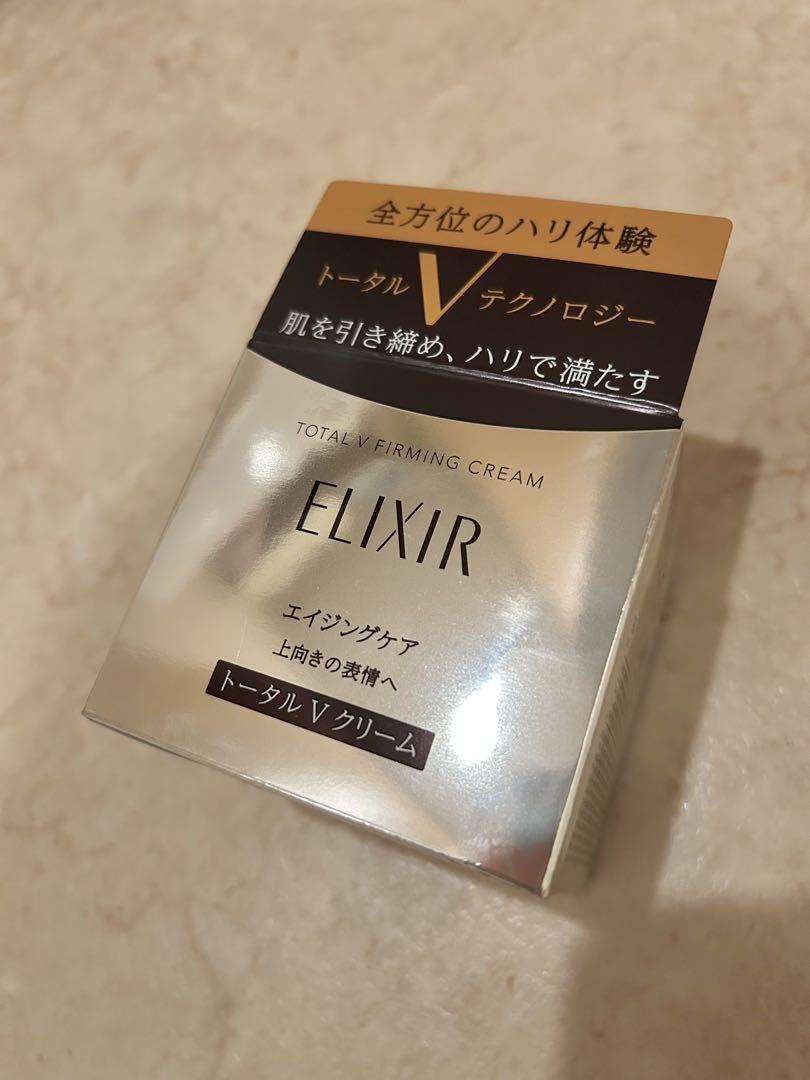 全方位のハリ体験
トータル V テクノロジー
肌を引き締め、ハリで満たす
TOTAL V FIRMING CREAM
ELIXIR
エイジングケア
上向きの表情へ
トータル V クリーム